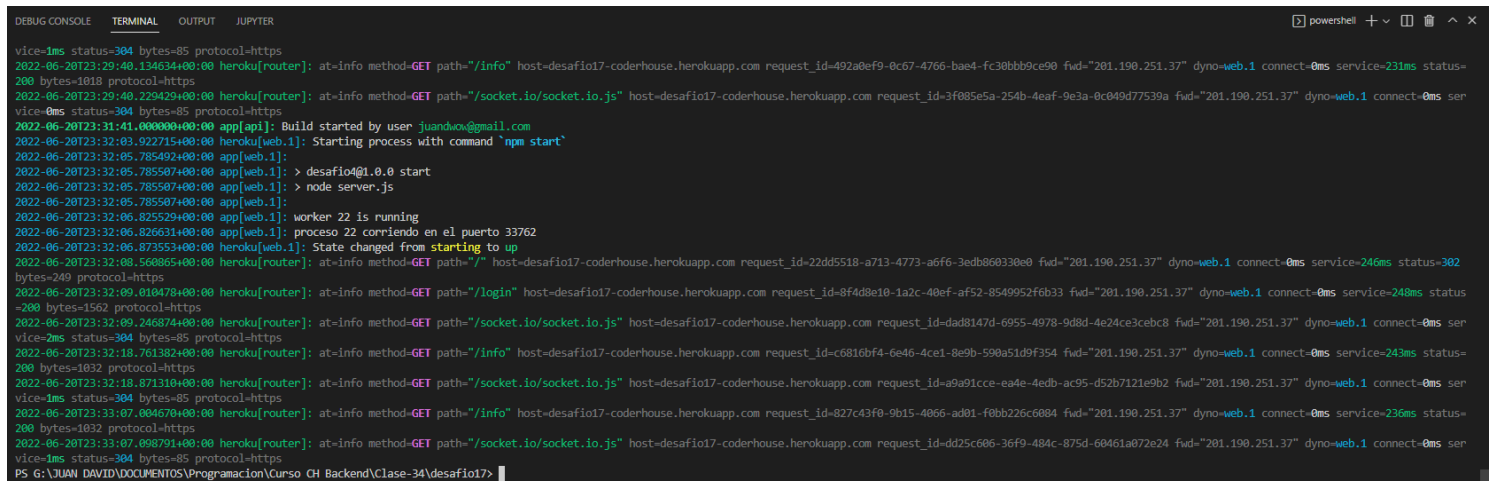 DEBUG CONSOLE TERMINAL OUTPUT JUPYTER powershell
vice=1ms status=304 bytes=85 protocol=https
2022-06-20T23:29:40.134634+00:00 heroku[router]: at=info method=GET path="/info" host=desafio17-coderhouse.herokuapp.com request_id=492a0ef9-0c67-4766-bae4-fc30bbb9ce90 fwd="201.190.251.37" dyno=web.1 connect=0ms service=231ms status=
200 bytes=1018 protocol=https
2022-06-20T23:29:40.229429+00:00 heroku[router]: at=info method=GET path="/socket.io/socket.io.js" host=desafio17-coderhouse.herokuapp.com request_id=3f085e5a-254b-4eaf-9e3a-0c049d77539a fwd="201.190.251.37" dyno=web.1 connect=0ms ser
vice=0ms status=304 bytes=85 protocol=https
2022-06-20T23:31:41.000000+00:00 app[api]: Build started by user juandwow@gmail.com
2022-06-20T23:32:03.922715+00:00 heroku[web.1]: Starting process with command `npm start`
2022-06-20T23:32:05.785492+00:00 app[web.1]:
2022-06-20T23:32:05.785507+00:00 app[web.1]: > desafio4@1.0.0 start
2022-06-20T23:32:05.785507+00:00 app[web.1]: > node server.js
2022-06-20T23:32:05.785507+00:00 app[web.1]:
2022-06-20T23:32:06.825529+00:00 app[web.1]: worker 22 is running
2022-06-20T23:32:06.826631+00:00 app[web.1]: proceso 22 corriendo en el puerto 33762
2022-06-20T23:32:06.873553+00:00 heroku[web.1]: State changed from starting to up
2022-06-20T23:32:08.560865+00:00 heroku[router]: at=info method=GET path="/" host=desafio17-coderhouse.herokuapp.com request_id=22dd5518-a713-4773-a6f6-3edb860330e0 fwd="201.190.251.37" dyno=web.1 connect=0ms service=246ms status=302
bytes=249 protocol=https
2022-06-20T23:32:09.010478+00:00 heroku[router]: at=info method=GET path="/login" host=desafio17-coderhouse.herokuapp.com request_id=8f4d8e10-1a2c-40ef-af52-8549952f6b33 fwd="201.190.251.37" dyno=web.1 connect=0ms service=248ms status
=200 bytes=1562 protocol=https
2022-06-20T23:32:09.246874+00:00 heroku[router]: at=info method=GET path="/socket.io/socket.io.js" host=desafio17-coderhouse.herokuapp.com request_id=dad8147d-6955-4978-9d8d-4e24ce3cebc8 fwd="201.190.251.37" dyno=web.1 connect=0ms ser
vice=2ms status=304 bytes=85 protocol=https
2022-06-20T23:32:18.761382+00:00 heroku[router]: at=info method=GET path="/info" host=desafio17-coderhouse.herokuapp.com request_id=c6816bf4-6e46-4ce1-8e9b-590a51d9f354 fwd="201.190.251.37" dyno=web.1 connect=0ms service=243ms status=
200 bytes=1032 protocol=https
2022-06-20T23:32:18.871310+00:00 heroku[router]: at=info method=GET path="/socket.io/socket.io.js" host=desafio17-coderhouse.herokuapp.com request_id=a9a91cce-ea4e-4edb-ac95-d52b7121e9b2 fwd="201.190.251.37" dyno=web.1 connect=0ms ser
vice=1ms status=304 bytes=85 protocol=https
2022-06-20T23:33:07.004670+00:00 heroku[router]: at=info method=GET path="/info" host=desafio17-coderhouse.herokuapp.com request_id=827c43f0-9b15-4066-ad01-f0bb226c6084 fwd="201.190.251.37" dyno=web.1 connect=0ms service=236ms status=
200 bytes=1032 protocol=https
2022-06-20T23:33:07.098791+00:00 heroku[router]: at=info method=GET path="/socket.io/socket.io.js" host=desafio17-coderhouse.herokuapp.com request_id=dd25c606-36f9-484c-875d-60461a072e24 fwd="201.190.251.37" dyno=web.1 connect=0ms ser
vice=1ms status=304 bytes=85 protocol=https
PS G:\JUAN DAVID\DOCUMENTOS\Programacion\Curso CH Backend\Clase-34\desafio17>